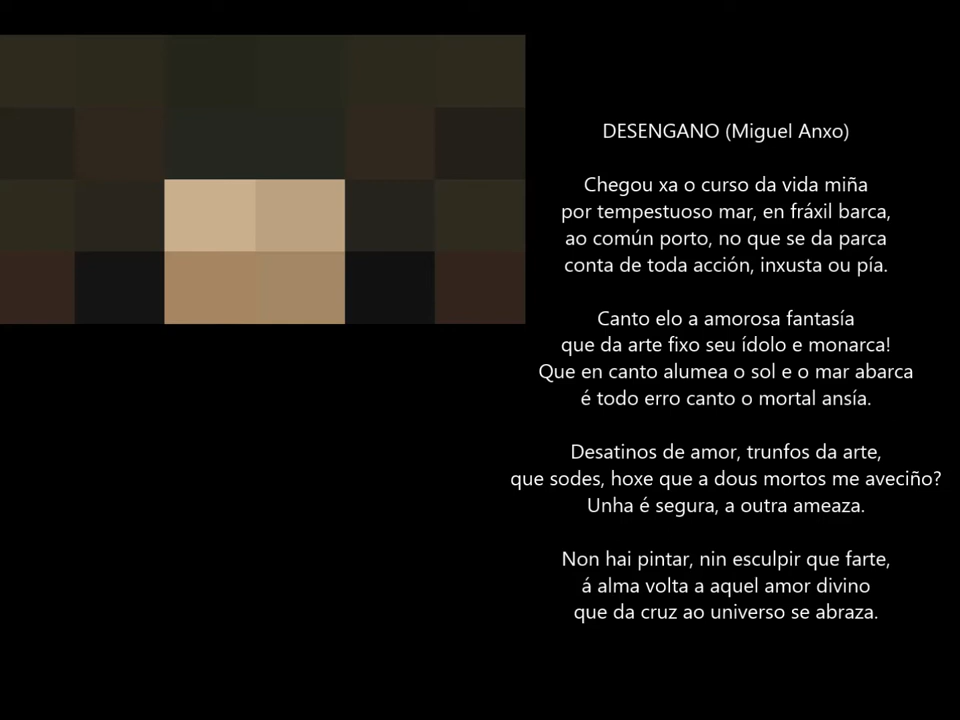 DESENGANO (Miguel Anxo)
Chegou xa o curso da vida miña
por tempestuoso mar, en fráxil barca,
ao común porto, no que se da parca
conta de toda acción, inxusta ou pía.
Canto elo a amorosa fantasía
que da arte fixo seu ídolo e monarca!
Que en canto alumea o sol e o mar abarca
é todo erro canto o mortal ansía.
Desatinos de amor, trunfos da arte,
que sodes, hoxe que a dous mortos me aveciño?
Unha é segura, a outra ameaza.
Non hai pintar, nin esculpir que farte,
á alma volta a aquel amor divino
que da cruz ao universo se abraza.